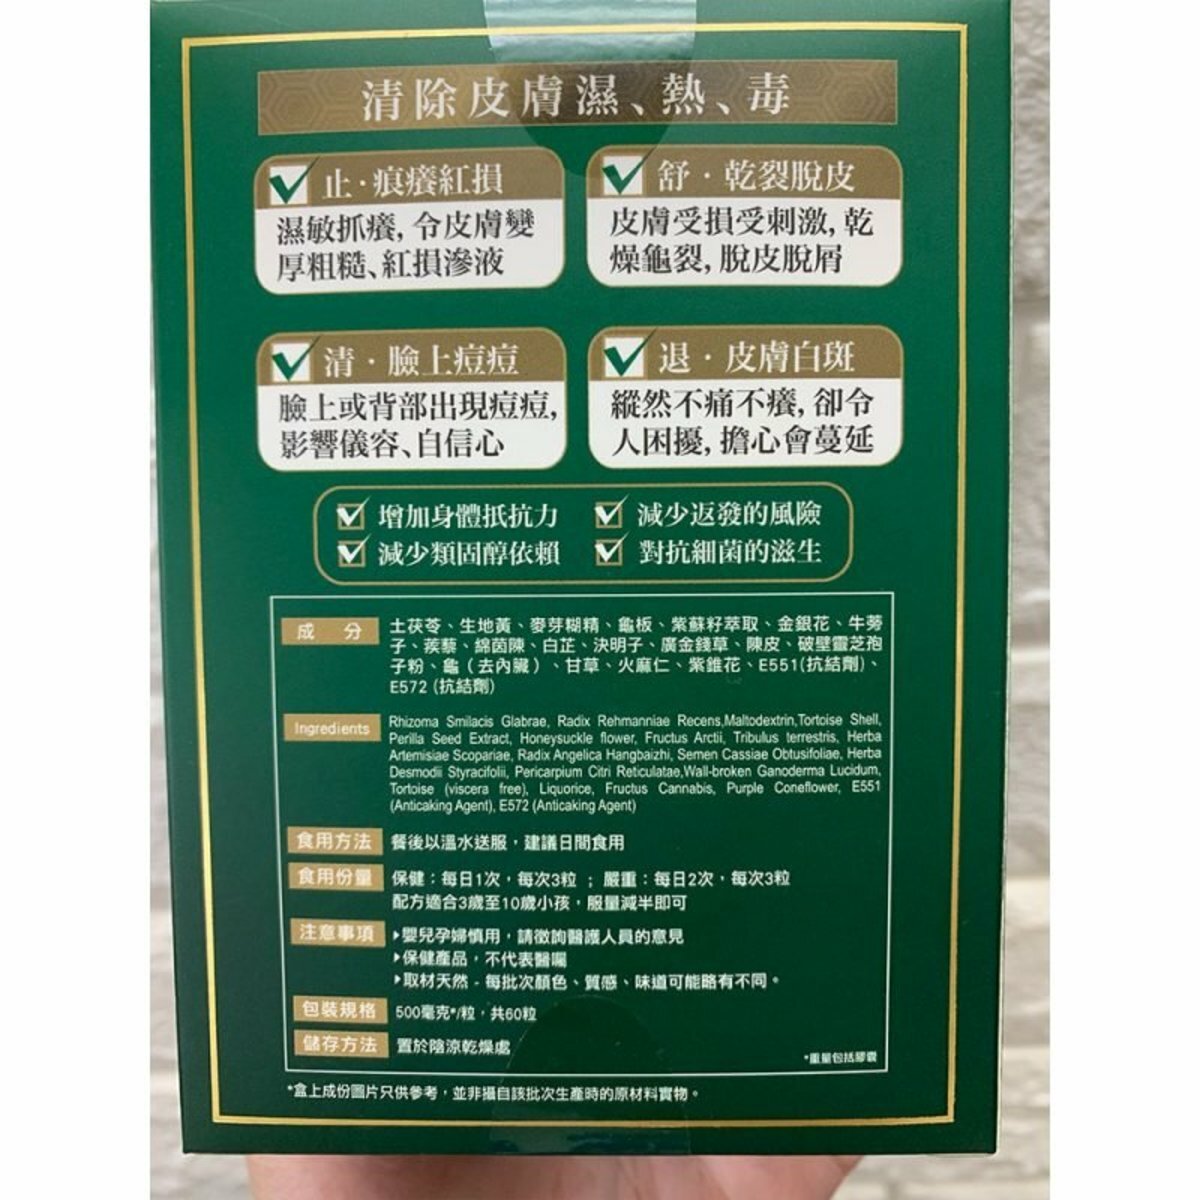 清除皮膚濕、熱、毒
止·痕癢紅損
濕敏抓癢, 令皮膚變
厚粗糙、紅損滲液
舒·乾裂脫皮
皮膚受損受刺激, 乾
燥龜裂, 脫皮脫屑
清·臉上痘痘
臉上或背部出現痘痘,
影響儀容、自信心
退·皮膚白斑
縱然不痛不癢, 卻令
人困擾, 擔心會蔓延
增加身體抵抗力
減少返發的風險
減少類固醇依賴
對抗細菌的滋生
成 分
土茯苓、生地黃、麥芽糊精、龜板、紫蘇籽萃取、金銀花、牛蒡
子、蒺藜、綿茵陳、白芷、決明子、廣金錢草、陳皮、破壁靈芝孢
子粉、龜（去內臟）、甘草、火麻仁、紫錐花、E551(抗結劑)、
E572 (抗結劑)
Ingredients
Rhizoma Smilacis Glabrae, Radix Rehmanniae Recens,Maltodextrin,Tortoise Shell,
Perilla Seed Extract, Honeysuckle flower, Fructus Arctii, Tribulus terrestris, Herba
Artemisiae Scopariae, Radix Angelica Hangbaizhi, Semen Cassiae Obtusifoliae, Herba
Desmodii Styracifolii, Pericarpium Citri Reticulatae,Wall-broken Ganoderma Lucidum,
Tortoise (viscera free), Liquorice, Fructus Cannabis, Purple Coneflower, E551
(Anticaking Agent), E572 (Anticaking Agent)
食用方法 餐後以溫水送服，建議日間食用
食用份量 保健：每日1次，每次3粒 ；嚴重：每日2次，每次3粒
配方適合3歲至10歲小孩，服量減半即可
注意事項 ‣嬰兒孕婦慎用，請徵詢醫護人員的意見
‣保健產品，不代表醫囑
‣取材天然﹒每批次顏色、質感、味道可能略有不同。
包裝規格 500毫克*/粒，共60粒
儲存方法 置於陰涼乾燥處
*重量包括膠囊
*盒上成份圖片只供參考，並非攝自該批次生產時的原材料實物。